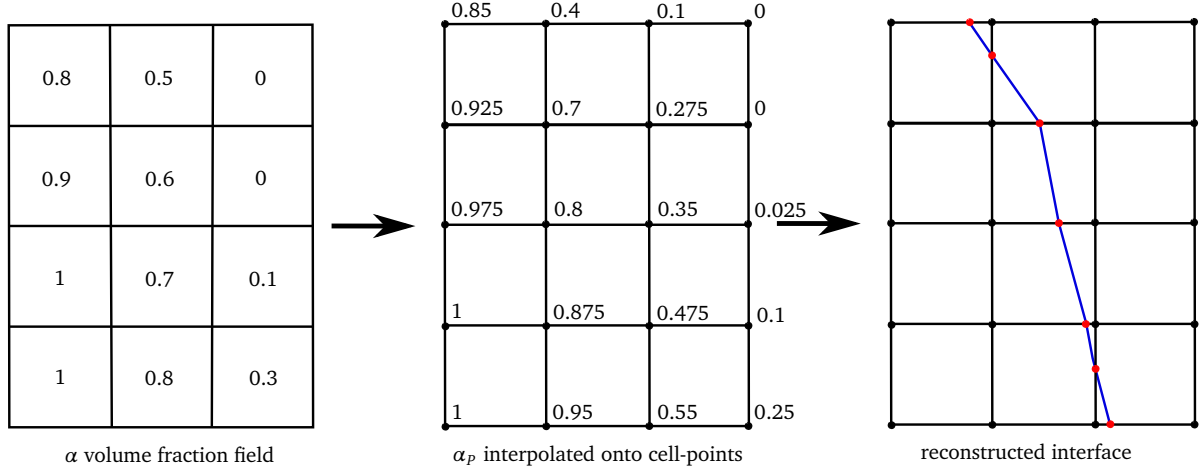 0.8 0.5 0
0.9 0.6 0
1 0.7 0.1
1 0.8 0.3
α volume fraction field
0.85 0.4 0.1 0
0.925 0.7 0.275 0
0.975 0.8 0.35 0.025
1 0.875 0.475 0.1
1 0.95 0.55 0.25
α_P interpolated onto cell-points
reconstructed interface